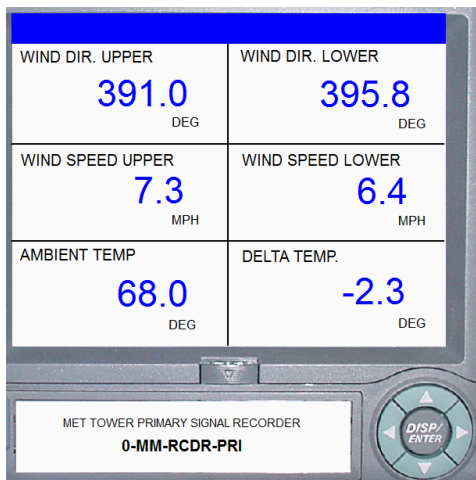 WIND DIR. UPPER
391.0
DEG
WIND DIR. LOWER
395.8
DEG
WIND SPEED UPPER
7.3
MPH
WIND SPEED LOWER
6.4
MPH
AMBIENT TEMP
68.0
DEG
DELTA TEMP.
-2.3
DEG
MET TOWER PRIMARY SIGNAL RECORDER
0-MM-RCDR-PRI
DISP/
ENTER